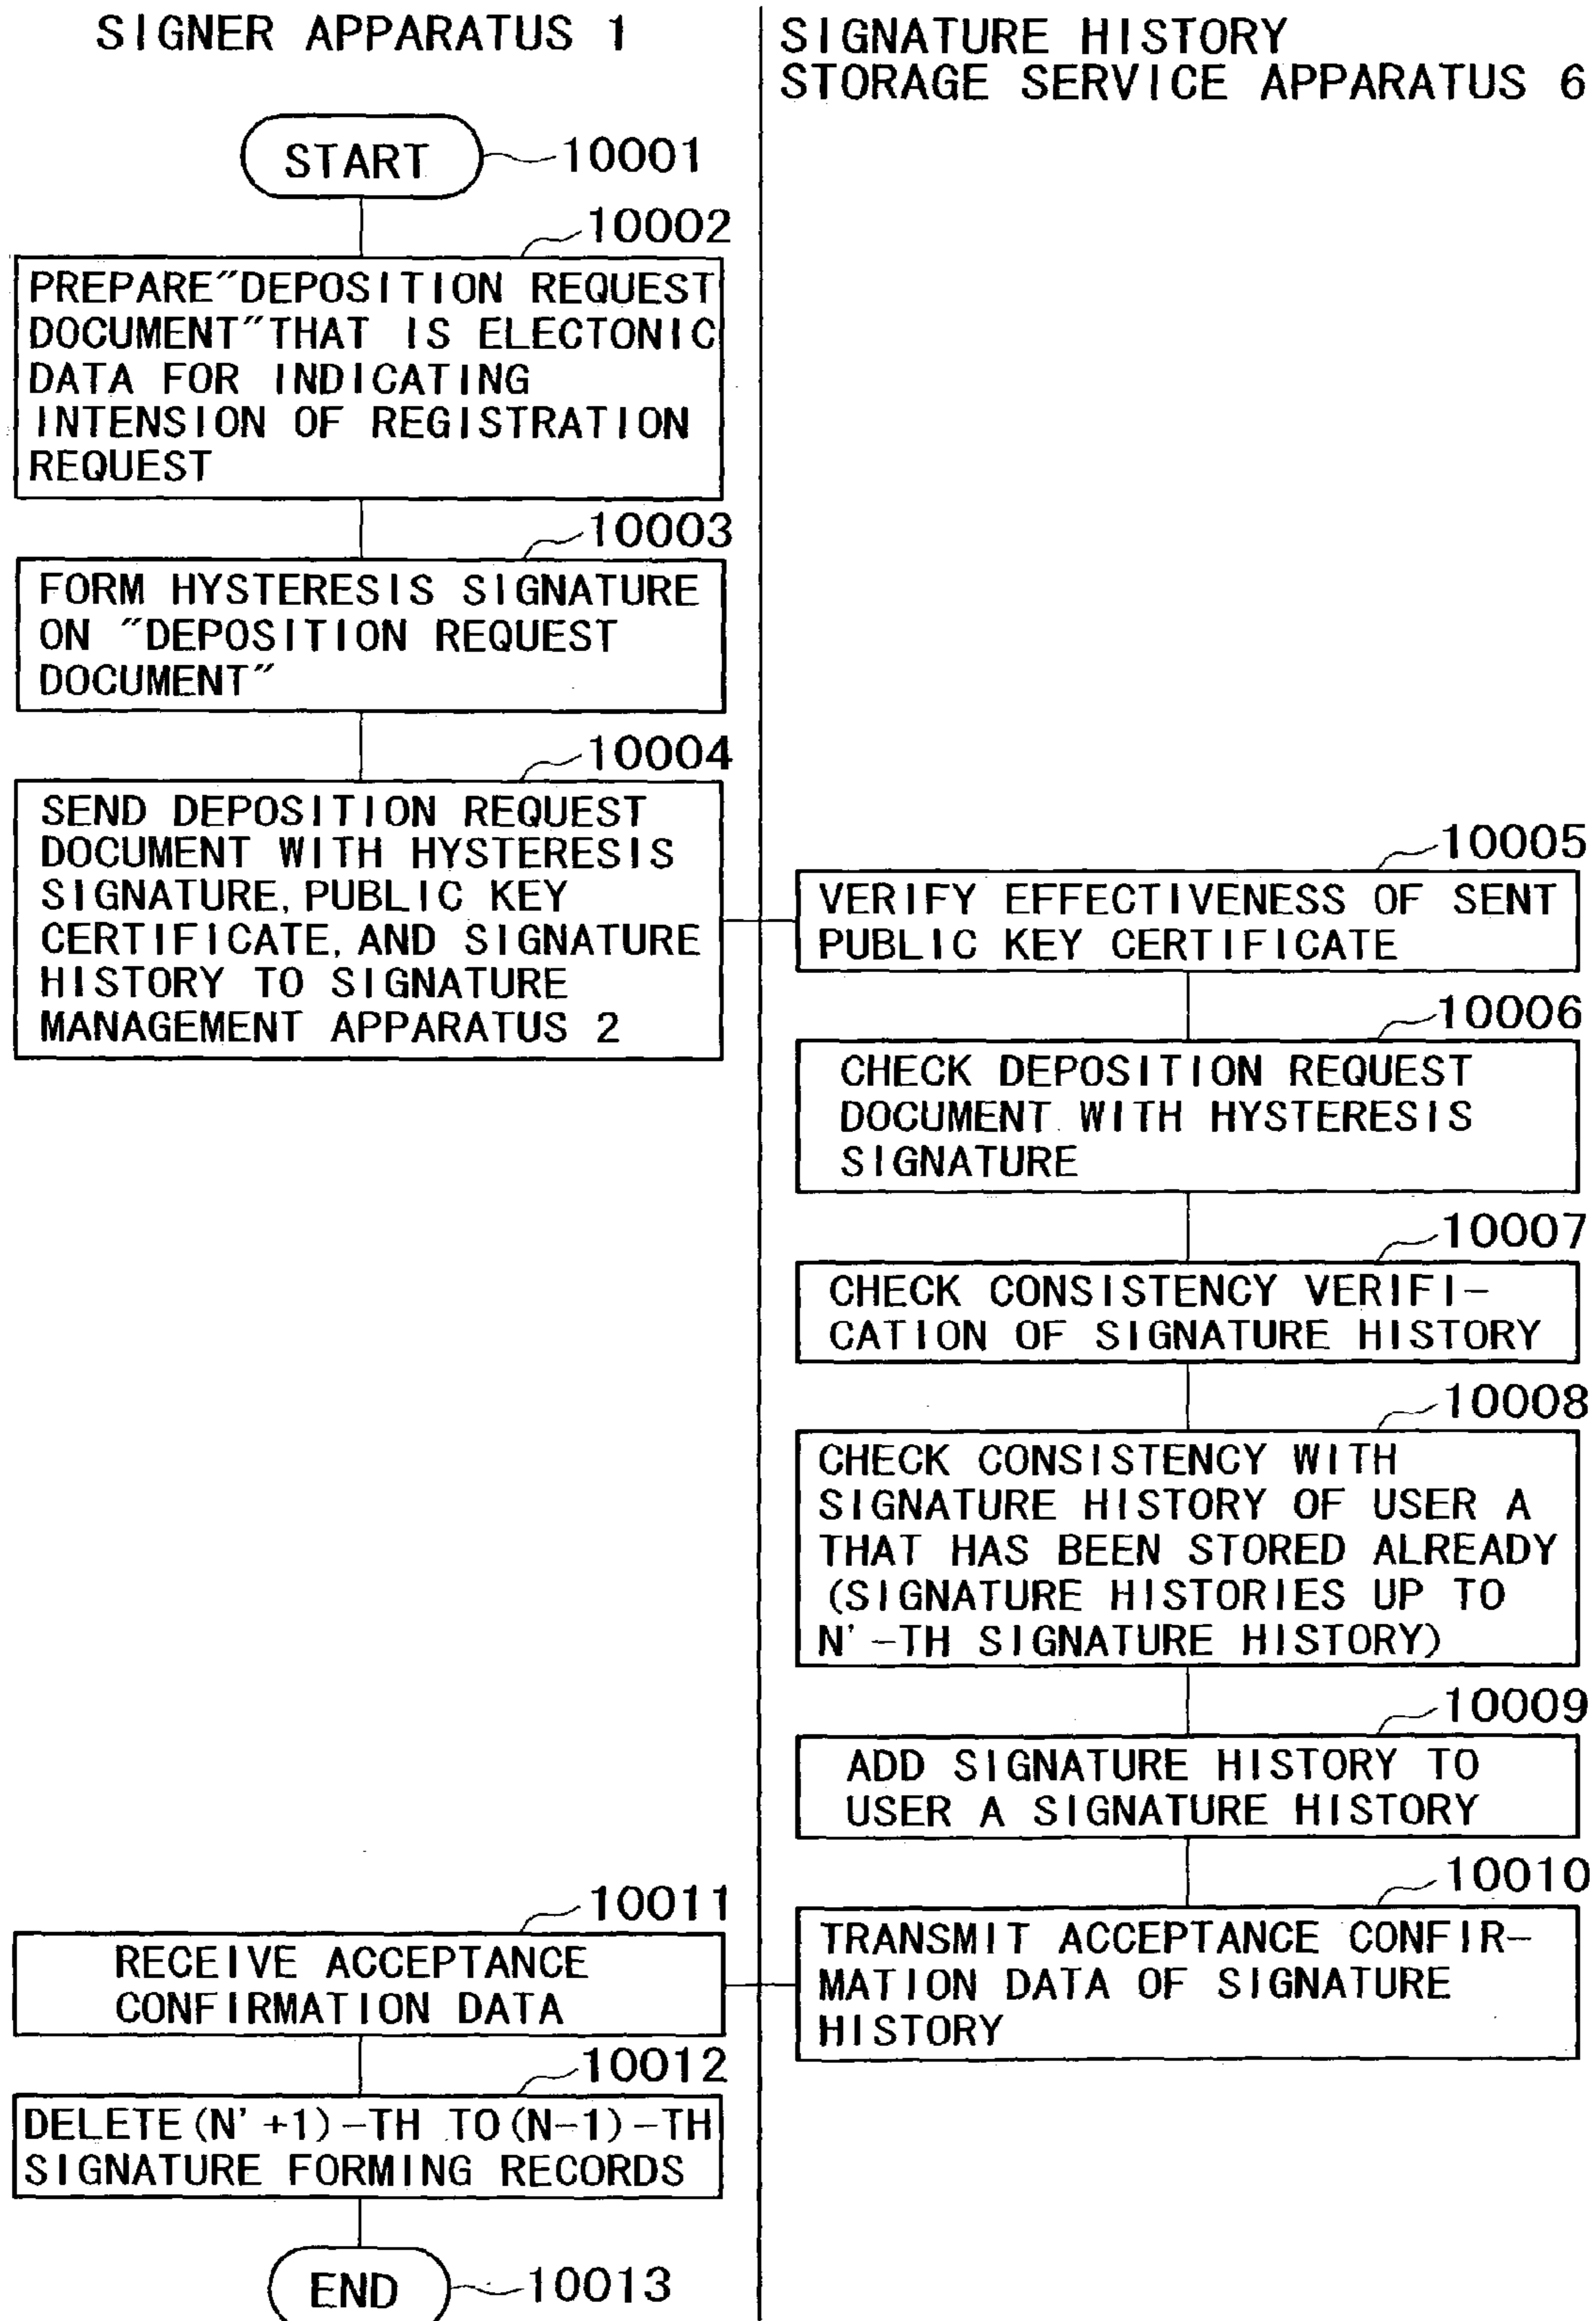 SIGNER APPARATUS 1
SIGNATURE HISTORY
STORAGE SERVICE APPARATUS 6
START
10001
10002
PREPARE"DEPOSITION REQUEST
DOCUMENT"THAT IS ELECTONIC
DATA FOR INDICATING
INTENSION OF REGISTRATION
REQUEST
10003
FORM HYSTERESIS SIGNATURE
ON "DEPOSITION REQUEST
DOCUMENT"
10004
SEND DEPOSITION REQUEST
DOCUMENT WITH HYSTERESIS
SIGNATURE, PUBLIC KEY
CERTIFICATE, AND SIGNATURE
HISTORY TO SIGNATURE
MANAGEMENT APPARATUS 2
10005
VERIFY EFFECTIVENESS OF SENT
PUBLIC KEY CERTIFICATE
10006
CHECK DEPOSITION REQUEST
DOCUMENT WITH HYSTERESIS
SIGNATURE
10007
CHECK CONSISTENCY VERIFI-
CATION OF SIGNATURE HISTORY
10008
CHECK CONSISTENCY WITH
SIGNATURE HISTORY OF USER A
THAT HAS BEEN STORED ALREADY
(SIGNATURE HISTORIES UP TO
N'-TH SIGNATURE HISTORY)
10009
ADD SIGNATURE HISTORY TO
USER A SIGNATURE HISTORY
10010
TRANSMIT ACCEPTANCE CONFIR-
MATION DATA OF SIGNATURE
HISTORY
10011
RECEIVE ACCEPTANCE
CONFIRMATION DATA
10012
DELETE(N'+1)-TH TO(N-1)-TH
SIGNATURE FORMING RECORDS
END
10013